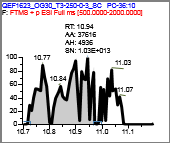 QEF1623_OG30_T3-250-0-3_SC PC-36:10
F: FTMS + p ESI Full ms [500.0000-2000.0000]
RT: 10.94
AA: 37616
AH: 4936
SN: 1.03E+013
10.77
11.03
10.84
11.07
10.7 10.8 10.9 11.0 11.1